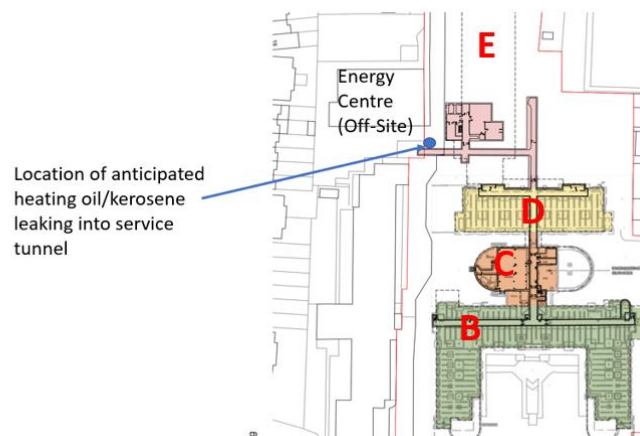 E
Energy
Centre
(Off-Site)
Location of anticipated
heating oil/kerosene
leaking into service
tunnel
D
C
B